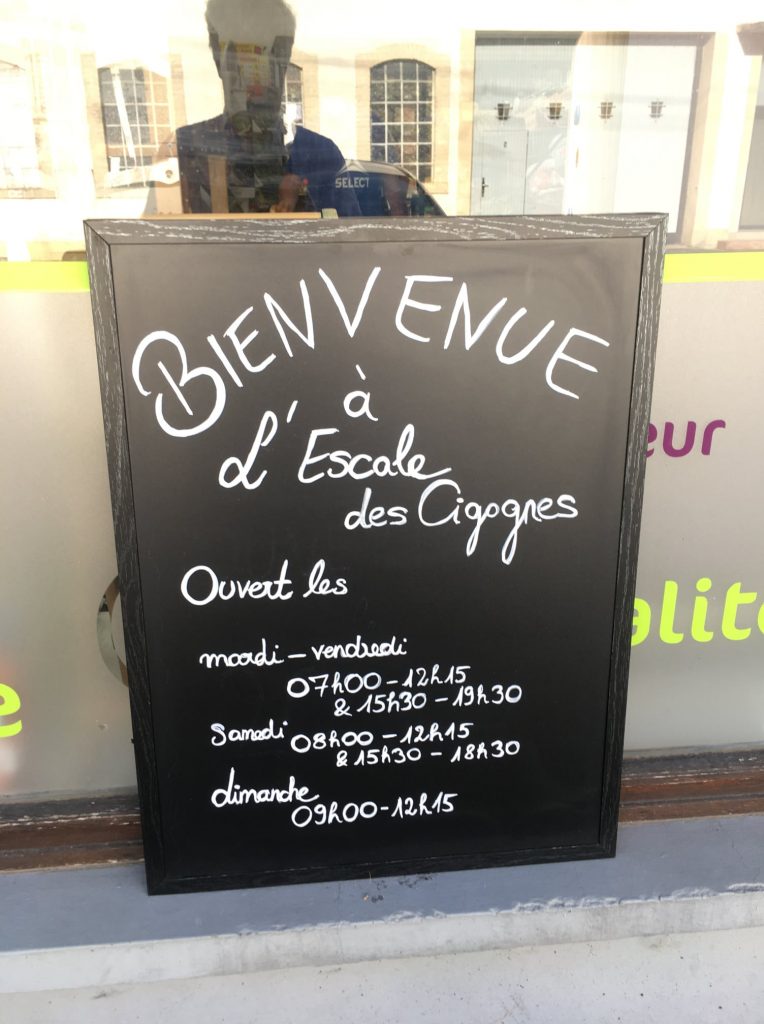 SELECT
BIENVENUE
à
L'Escale
des Cigognes
Ouvert les
mardi - vendredi
07h00 - 12h15
& 15h30 - 19h30
Samedi 08h00 - 12h15
& 15h30 - 18h30
dimanche
09h00 - 12h15
eur
alité
e